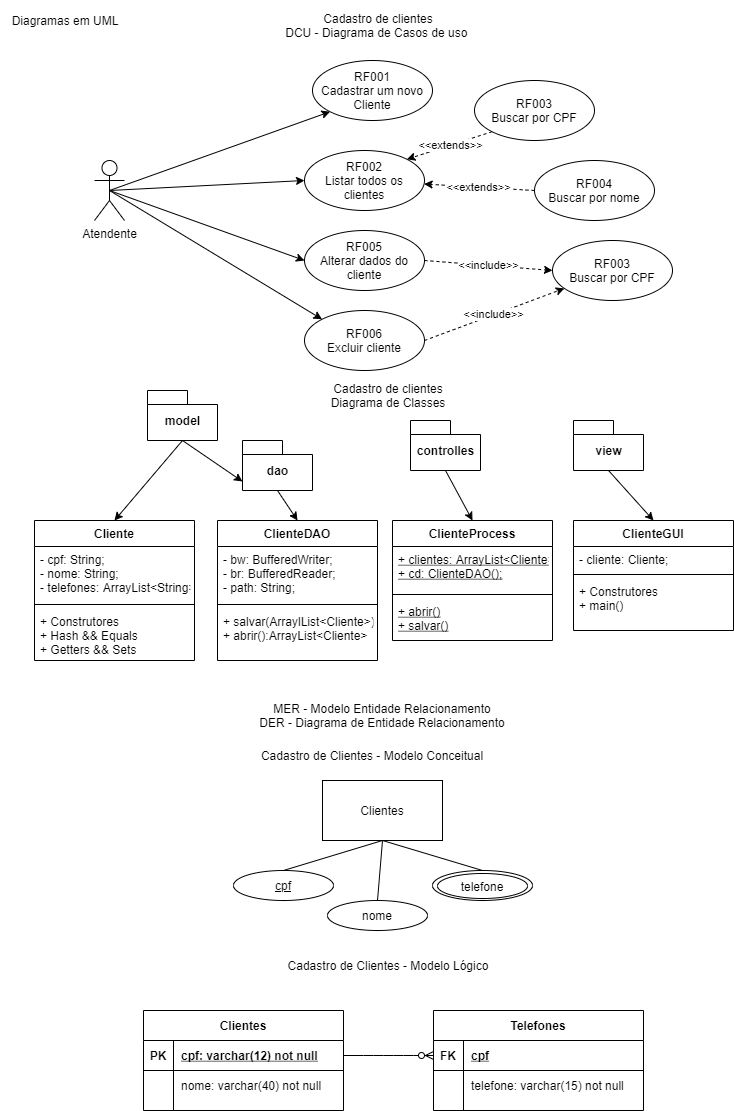 Diagramas em UML
Cadastro de clientes
DCU - Diagrama de Casos de uso
RF001
Cadastrar um novo
Cliente
RF003
Buscar por CPF
<<extends>>
RF002
Listar todos os
clientes
<<extends>>
RF004
Buscar por nome
Atendente
RF005
Alterar dados do
cliente
<<include>>
RF003
Buscar por CPF
<<include>>
RF006
Excluir cliente
Cadastro de clientes
Diagrama de Classes
model
dao
controlles
view
Cliente
- cpf: String;
- nome: String;
- telefones: ArrayList<String
+ Construtores
+ Hash && Equals
+ Getters && Sets
ClienteDAO
- bw: BufferedWriter;
- br: BufferedReader;
- path: String;
+ salvar(ArraylList<Cliente>)
+ abrir():ArrayList<Cliente>
ClienteProcess
+ clientes: ArrayList<Cliente
+ cd: ClienteDAO();
+ abrir()
+ salvar()
ClienteGUI
- cliente: Cliente;
+ Construtores
+ main()
MER - Modelo Entidade Relacionamento
DER - Diagrama de Entidade Relacionamento
Cadastro de Clientes - Modelo Conceitual
Clientes
cpf
telefone
nome
Cadastro de Clientes - Modelo Lógico
Clientes
PK cpf: varchar(12) not null
nome: varchar(40) not null
Telefones
FK cpf
telefone: varchar(15) not null